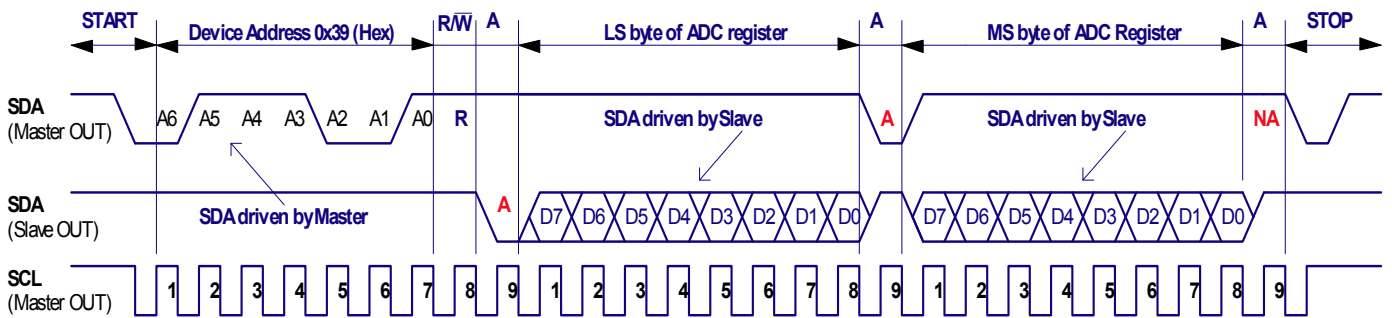 START Device Address 0x39 (Hex) R/W̅ A LS byte of ADC register A MS byte of ADC Register A STOP
SDA A6 A5 A4 A3 A2 A1 A0 R SDA driven by Slave A SDA driven by Slave NA
(Master OUT)
SDA SDA driven by Master A D7 D6 D5 D4 D3 D2 D1 D0 D7 D6 D5 D4 D3 D2 D1 D0
(Slave OUT)
SCL 1 2 3 4 5 6 7 8 9 1 2 3 4 5 6 7 8 9 1 2 3 4 5 6 7 8 9
(Master OUT)